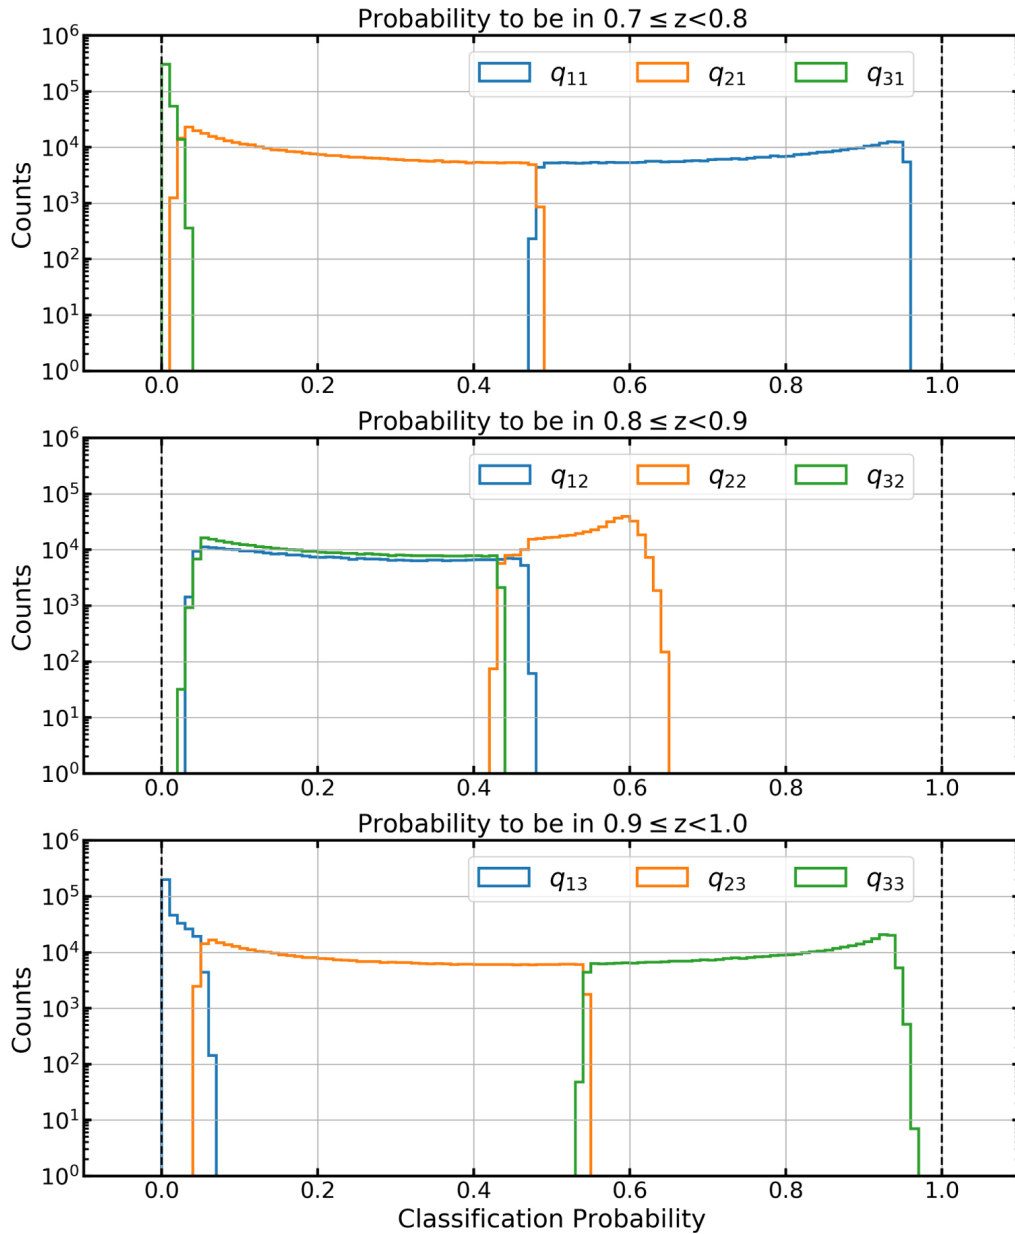 Probability to be in 0.7 ≤ z<0.8
10⁶
10⁵
10⁴
10³
10²
10¹
10⁰
Counts
q₁₁ q₂₁ q₃₁
0.0 0.2 0.4 0.6 0.8 1.0
Probability to be in 0.8 ≤ z<0.9
10⁶
10⁵
10⁴
10³
10²
10¹
10⁰
Counts
q₁₂ q₂₂ q₃₂
0.0 0.2 0.4 0.6 0.8 1.0
Probability to be in 0.9 ≤ z<1.0
10⁶
10⁵
10⁴
10³
10²
10¹
10⁰
Counts
q₁₃ q₂₃ q₃₃
0.0 0.2 0.4 0.6 0.8 1.0
Classification Probability